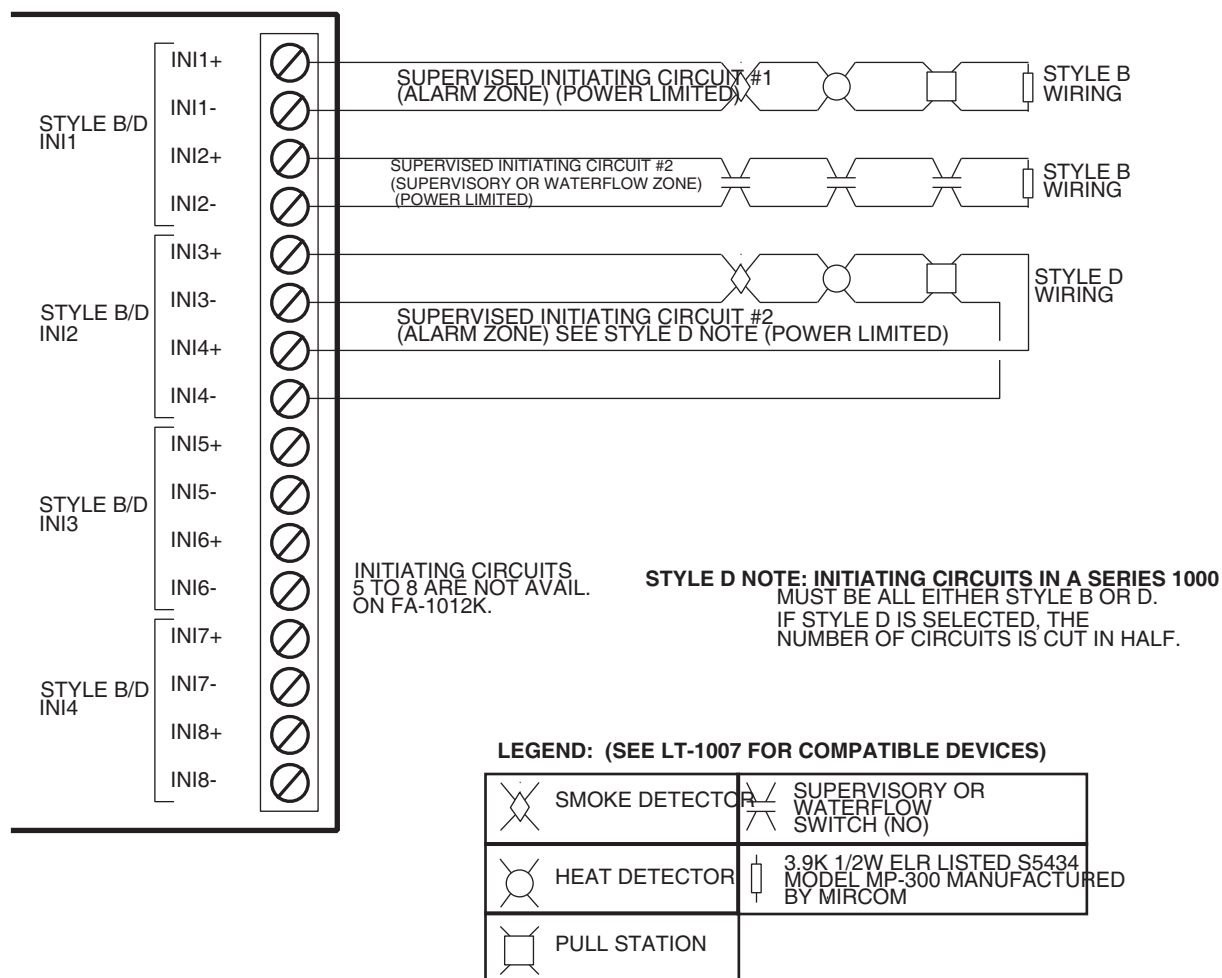 STYLE B/D
INI1
INI1+
INI1-
INI2+
INI2-
SUPERVISED INITIATING CIRCUIT #1
(ALARM ZONE) (POWER LIMITED)
STYLE B
WIRING
SUPERVISED INITIATING CIRCUIT #2
(SUPERVISORY OR WATERFLOW ZONE)
(POWER LIMITED)
STYLE B
WIRING
STYLE B/D
INI2
INI3+
INI3-
INI4+
INI4-
SUPERVISED INITIATING CIRCUIT #2
(ALARM ZONE) SEE STYLE D NOTE (POWER LIMITED)
STYLE D
WIRING
STYLE B/D
INI3
INI5+
INI5-
INI6+
INI6-
INITIATING CIRCUITS
5 TO 8 ARE NOT AVAIL.
ON FA-1012K.
STYLE D NOTE: INITIATING CIRCUITS IN A SERIES 1000
MUST BE ALL EITHER STYLE B OR D.
IF STYLE D IS SELECTED, THE
NUMBER OF CIRCUITS IS CUT IN HALF.
STYLE B/D
INI4
INI7+
INI7-
INI8+
INI8-
LEGEND: (SEE LT-1007 FOR COMPATIBLE DEVICES)
SMOKE DETECTOR
SUPERVISORY OR
WATERFLOW
SWITCH (NO)
HEAT DETECTOR
3.9K 1/2W ELR LISTED S5434
MODEL MP-300 MANUFACTURED
BY MIRCOM
PULL STATION